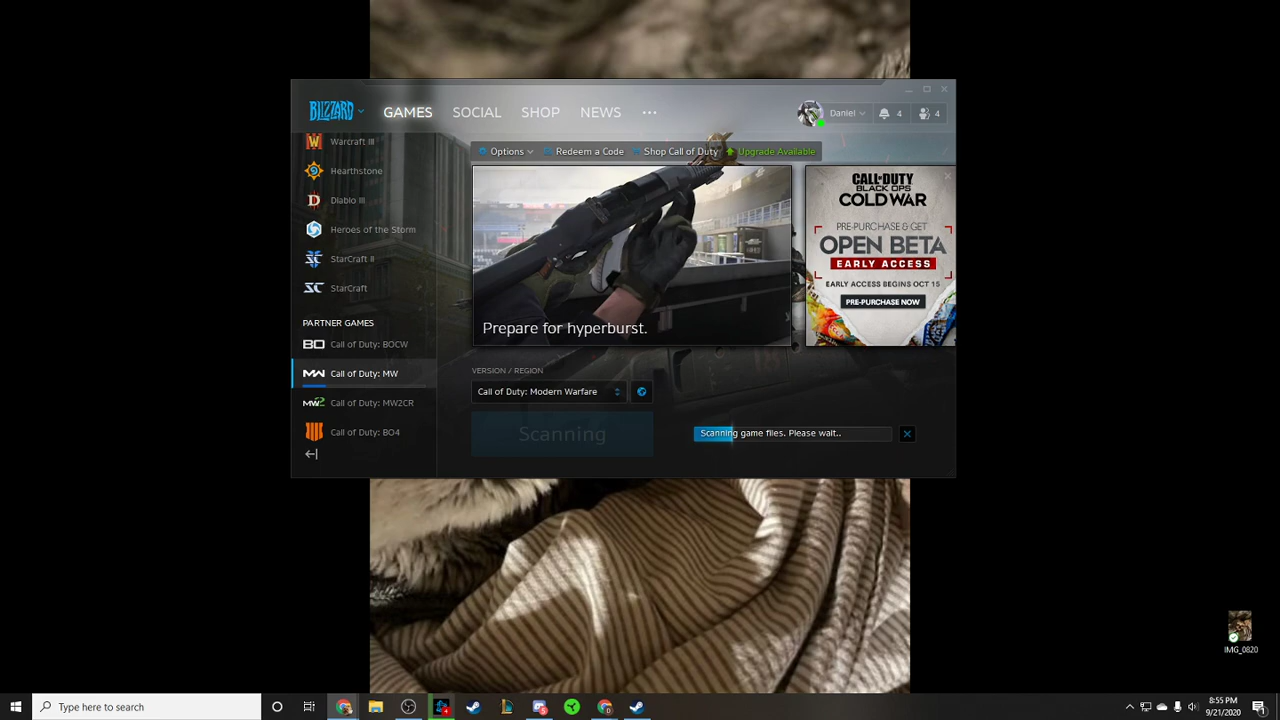 BLIZZARD
GAMES
SOCIAL
SHOP
NEWS
Daniel
4
4
Warcraft III
Hearthstone
Diablo III
Heroes of the Storm
StarCraft II
StarCraft
PARTNER GAMES
BO Call of Duty: BOCW
MW Call of Duty: MW
MW2 Call of Duty: MW2CR
Call of Duty: BO4
Options
Redeem a Code
Shop Call of Duty
Upgrade Available
Prepare for hyperburst.
CALL OF DUTY
BLACK OPS
COLD WAR
PRE-PURCHASE & GET
OPEN BETA
EARLY ACCESS
EARLY ACCESS BEGINS OCT 15
PRE-PURCHASE NOW
VERSION / REGION
Call of Duty: Modern Warfare
Scanning
Scanning game files. Please wait..
IMG_0820
Type here to search
8:55 PM
9/21/2020